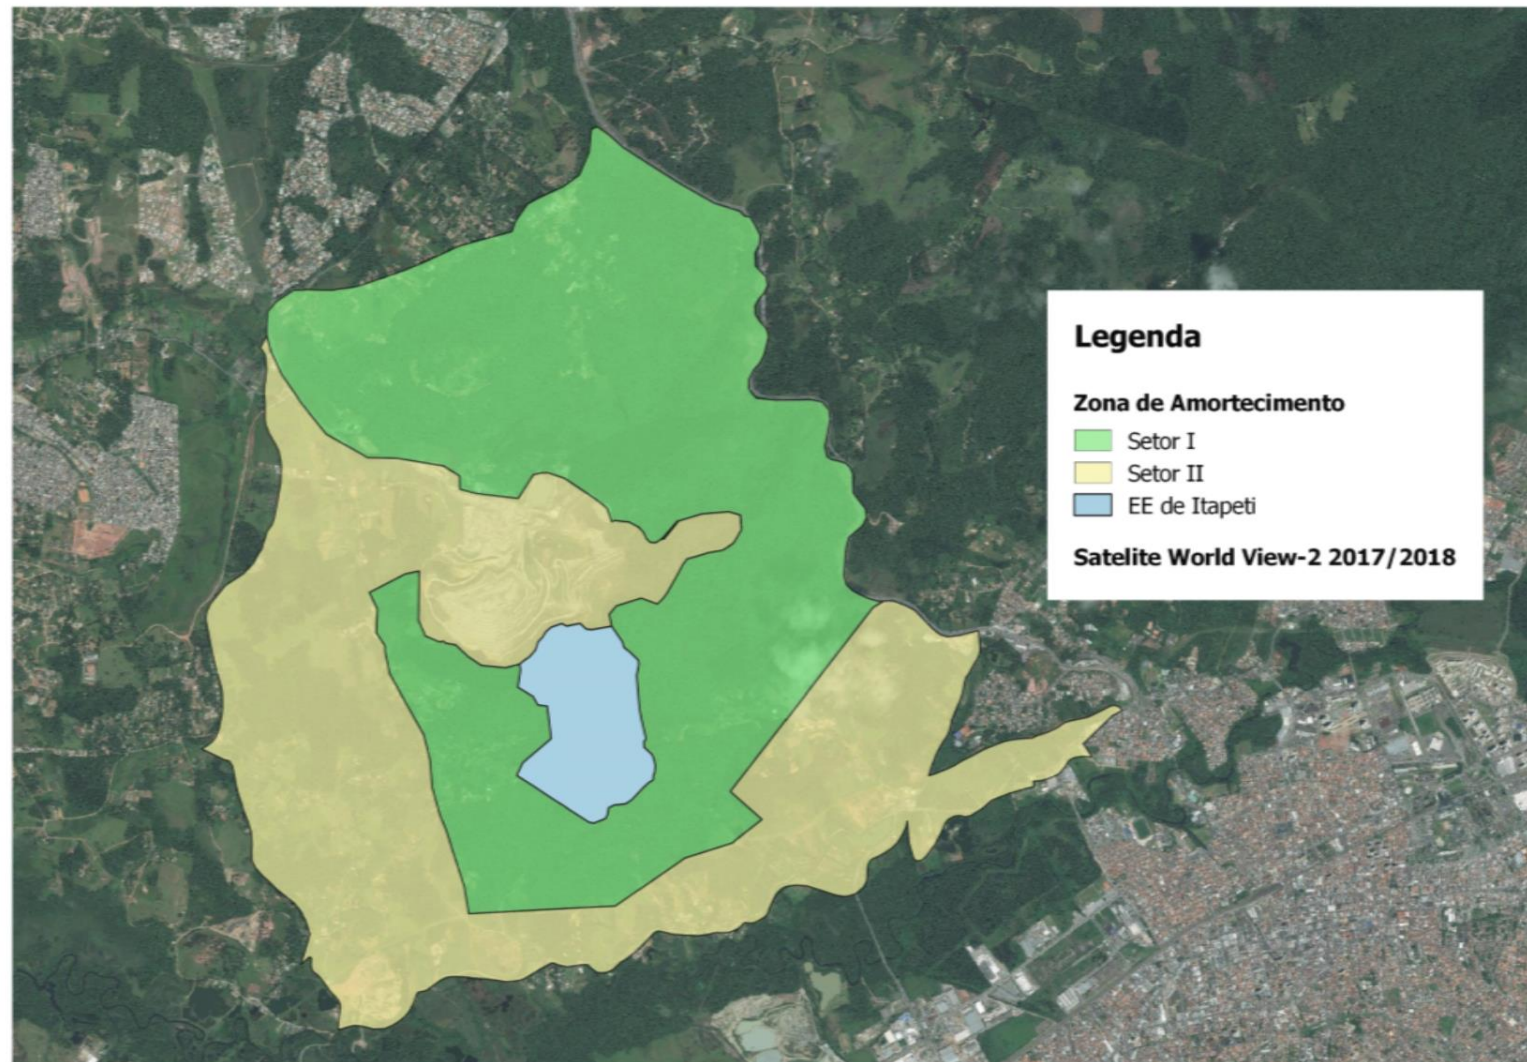 Legenda
Zona de Amortecimento
Setor I
Setor II
EE de Itapeti
Satelite World View-2 2017/2018